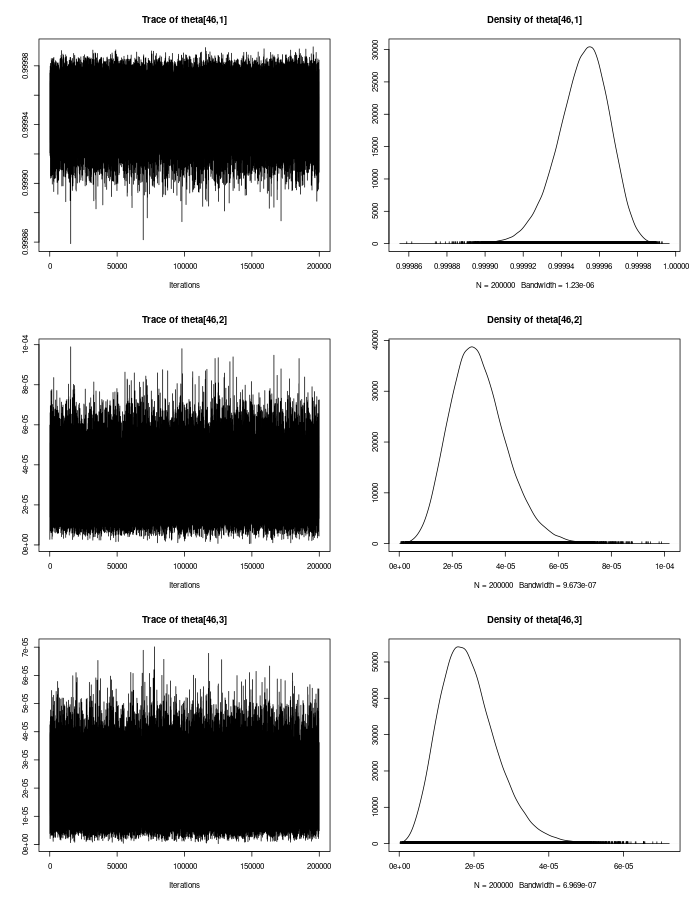 Trace of theta[46,1]
0.99986 0.99990 0.99994 0.99998
0 50000 100000 150000 200000
Iterations
Density of theta[46,1]
0 5000 10000 15000 20000 25000 30000
0.99986 0.99988 0.99990 0.99992 0.99994 0.99996 0.99998 1.00000
N = 200000 Bandwidth = 1.23e-06
Trace of theta[46,2]
0e+00 2e-05 4e-05 6e-05 8e-05 1e-04
0 50000 100000 150000 200000
Iterations
Density of theta[46,2]
0 10000 20000 30000 40000
0e+00 2e-05 4e-05 6e-05 8e-05 1e-04
N = 200000 Bandwidth = 9.673e-07
Trace of theta[46,3]
0e+00 1e-05 2e-05 3e-05 4e-05 5e-05 6e-05 7e-05
0 50000 100000 150000 200000
Iterations
Density of theta[46,3]
0 10000 20000 30000 40000 50000
0e+00 2e-05 4e-05 6e-05
N = 200000 Bandwidth = 6.969e-07